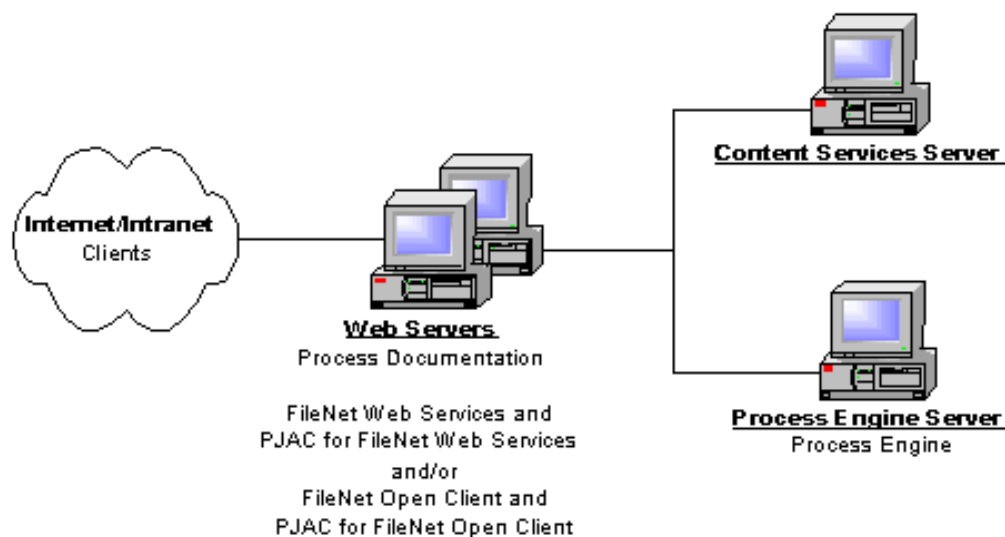 Content Services Server
Internet/Intranet
Clients
Web Servers
Process Documentation
FileNet Web Services and
PJAC for FileNet Web Services
and/or
FileNet Open Client and
PJAC for FileNet Open Client
Process Engine Server
Process Engine